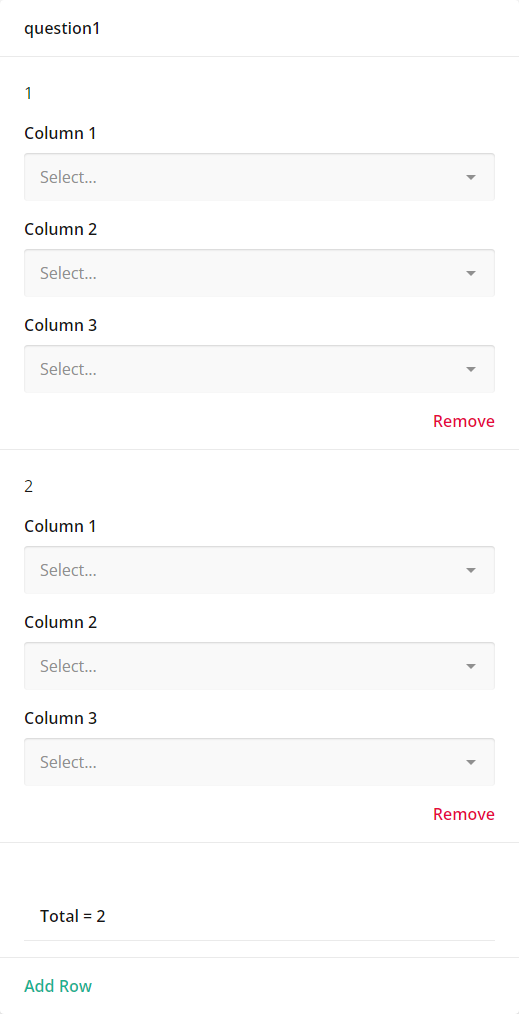 question1
1
Column 1
Select...
Column 2
Select...
Column 3
Select...
Remove
2
Column 1
Select...
Column 2
Select...
Column 3
Select...
Remove
Total = 2
Add Row